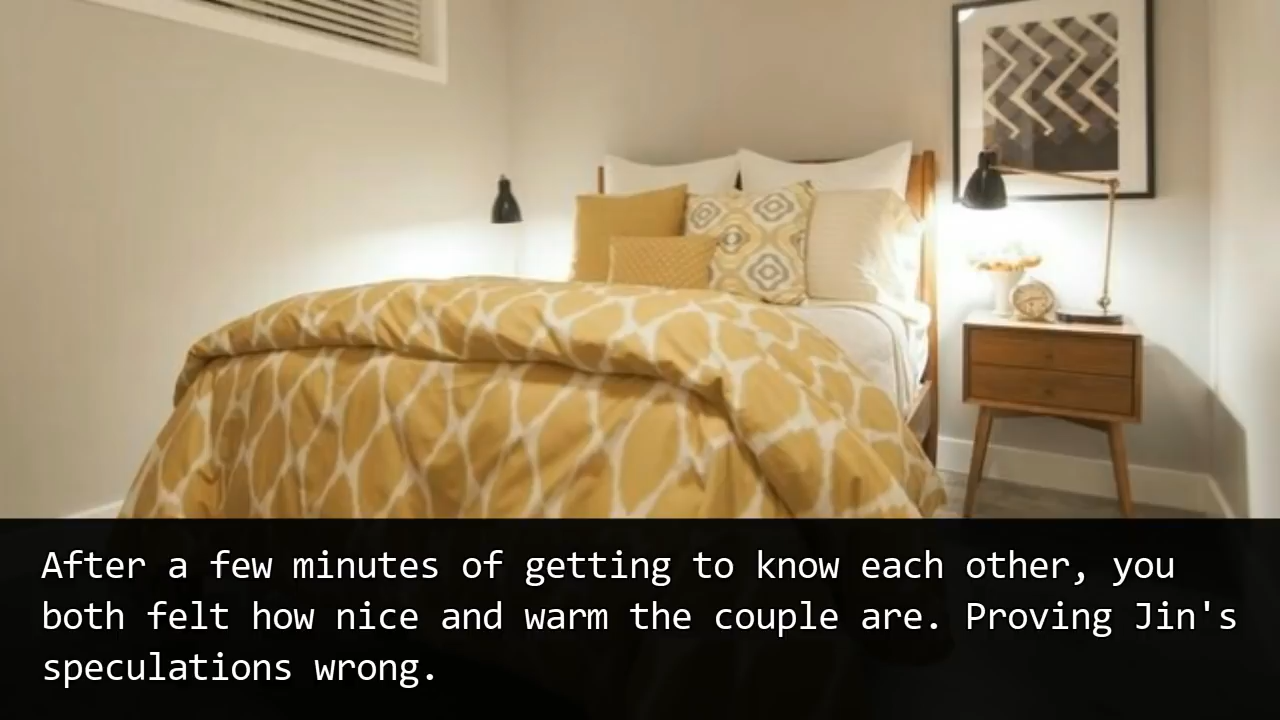 After a few minutes of getting to know each other, you
both felt how nice and warm the couple are. Proving Jin's
speculations wrong.